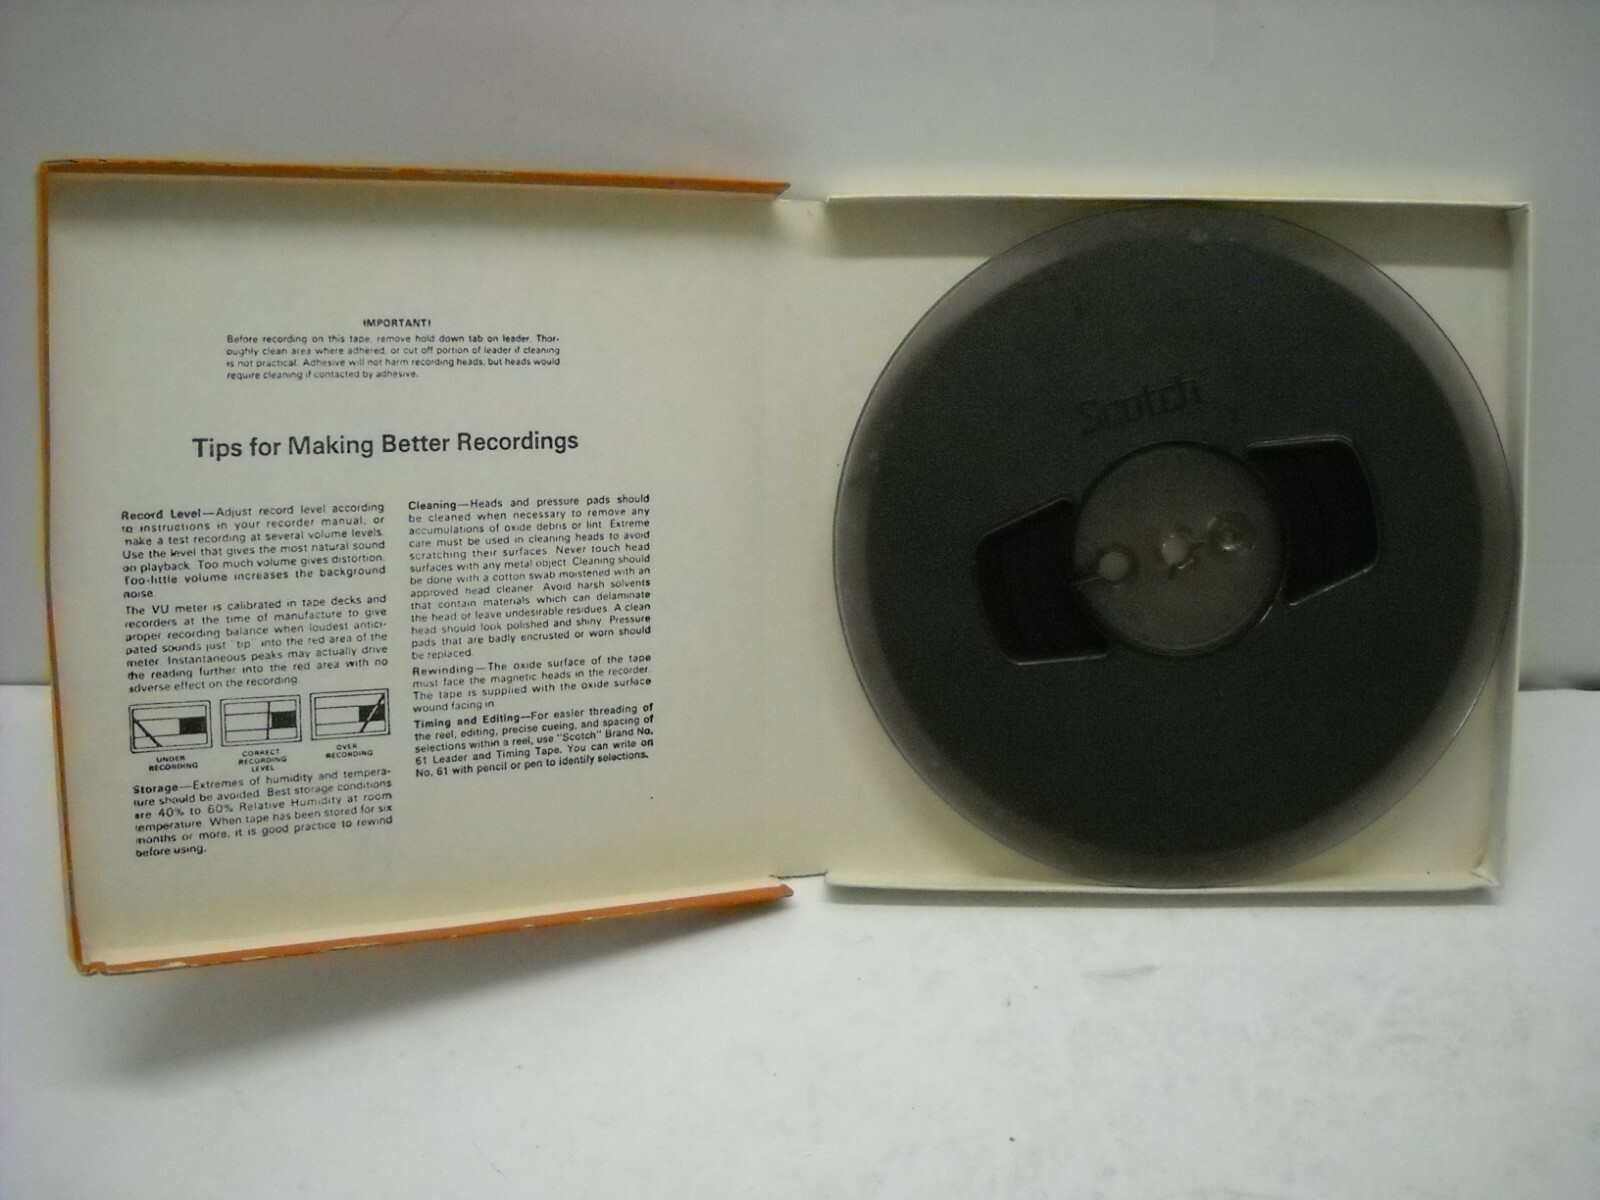 IMPORTANT!
Before recording on this tape, remove hold down tab on leader. Thor-
oughly clean area where adhered, or cut off portion of leader if cleaning
is not practical. Adhesive will not harm recording heads, but heads would
require cleaning if contacted by adhesive.
Tips for Making Better Recordings
Record Level—Adjust record level according
to instructions in your recorder manual, or
make a test recording at several volume levels.
Use the level that gives the most natural sound
on playback. Too much volume gives distortion.
Too-little volume increases the background
noise.
The VU meter is calibrated in tape decks and
recorders at the time of manufacture to give
proper recording balance when loudest antici-
pated sounds just "tip" into the red area of the
meter. Instantaneous peaks may actually drive
the reading further into the red area with no
adverse effect on the recording.
UNDER
RECORDING
CORRECT
RECORDING
LEVEL
OVER
RECORDING
Storage—Extremes of humidity and tempera-
ture should be avoided. Best storage conditions
are 40% to 60% Relative Humidity at room
temperature. When tape has been stored for six
months or more, it is good practice to rewind
before using.
Cleaning—Heads and pressure pads should
be cleaned when necessary to remove any
accumulations of oxide debris or lint. Extreme
care must be used in cleaning heads to avoid
scratching their surfaces. Never touch head
surfaces with any metal object. Cleaning should
be done with a cotton swab moistened with an
approved head cleaner. Avoid harsh solvents
that contain materials which can delaminate
the head or leave undesirable residues. A clean
head should look polished and shiny. Pressure
pads that are badly encrusted or worn should
be replaced.
Rewinding—The oxide surface of the tape
must face the magnetic heads in the recorder.
The tape is supplied with the oxide surface
wound facing in.
Timing and Editing—For easier threading of
the reel, editing, precise cueing, and spacing of
selections within a reel, use "Scotch" Brand No.
61 Leader and Timing Tape. You can write on
No. 61 with pencil or pen to identify selections.
Scotch